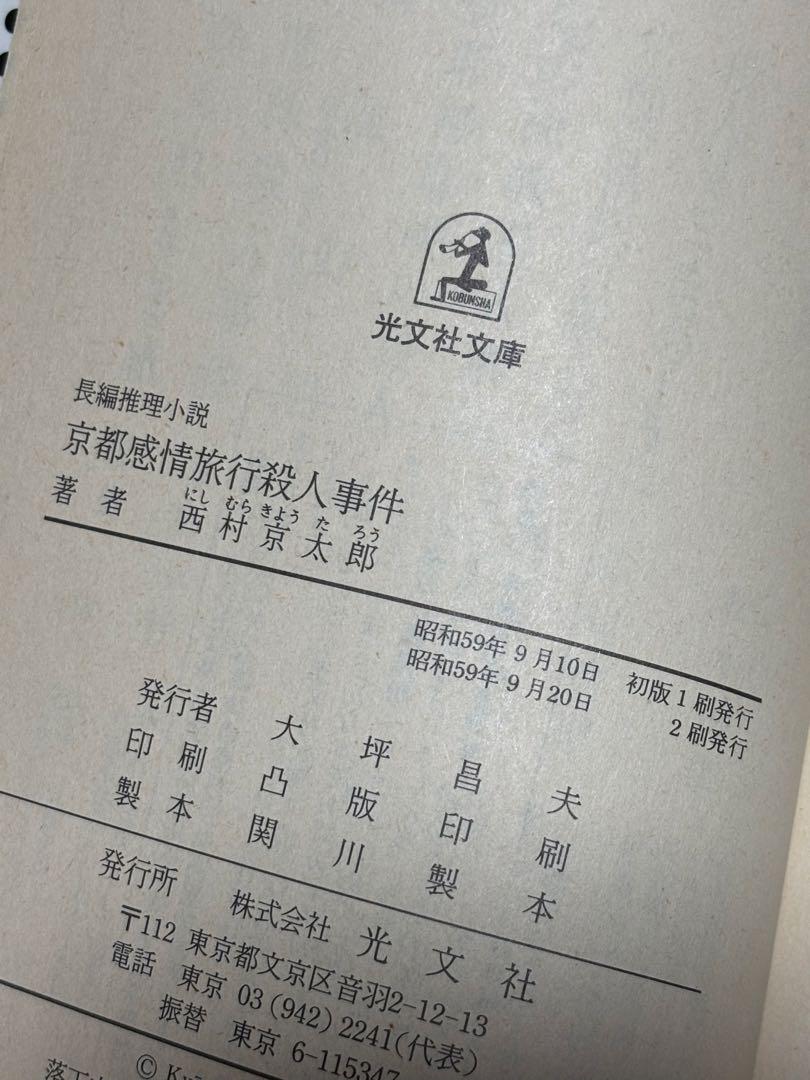 KOBUNSHA
光文社文庫
長編推理小説
京都感情旅行殺人事件
にし むら きよう た ろう
著者 西村京太郎
昭和59年9月10日 初版1刷発行
昭和59年9月20日 2刷発行
発行者 大坪昌夫
印刷 凸版印刷
製本 関川製本
発行所 株式会社 光文社
〒112 東京都文京区音羽2-12-13
電話 東京 03(942)2241(代表)
振替 東京 6-115347
©